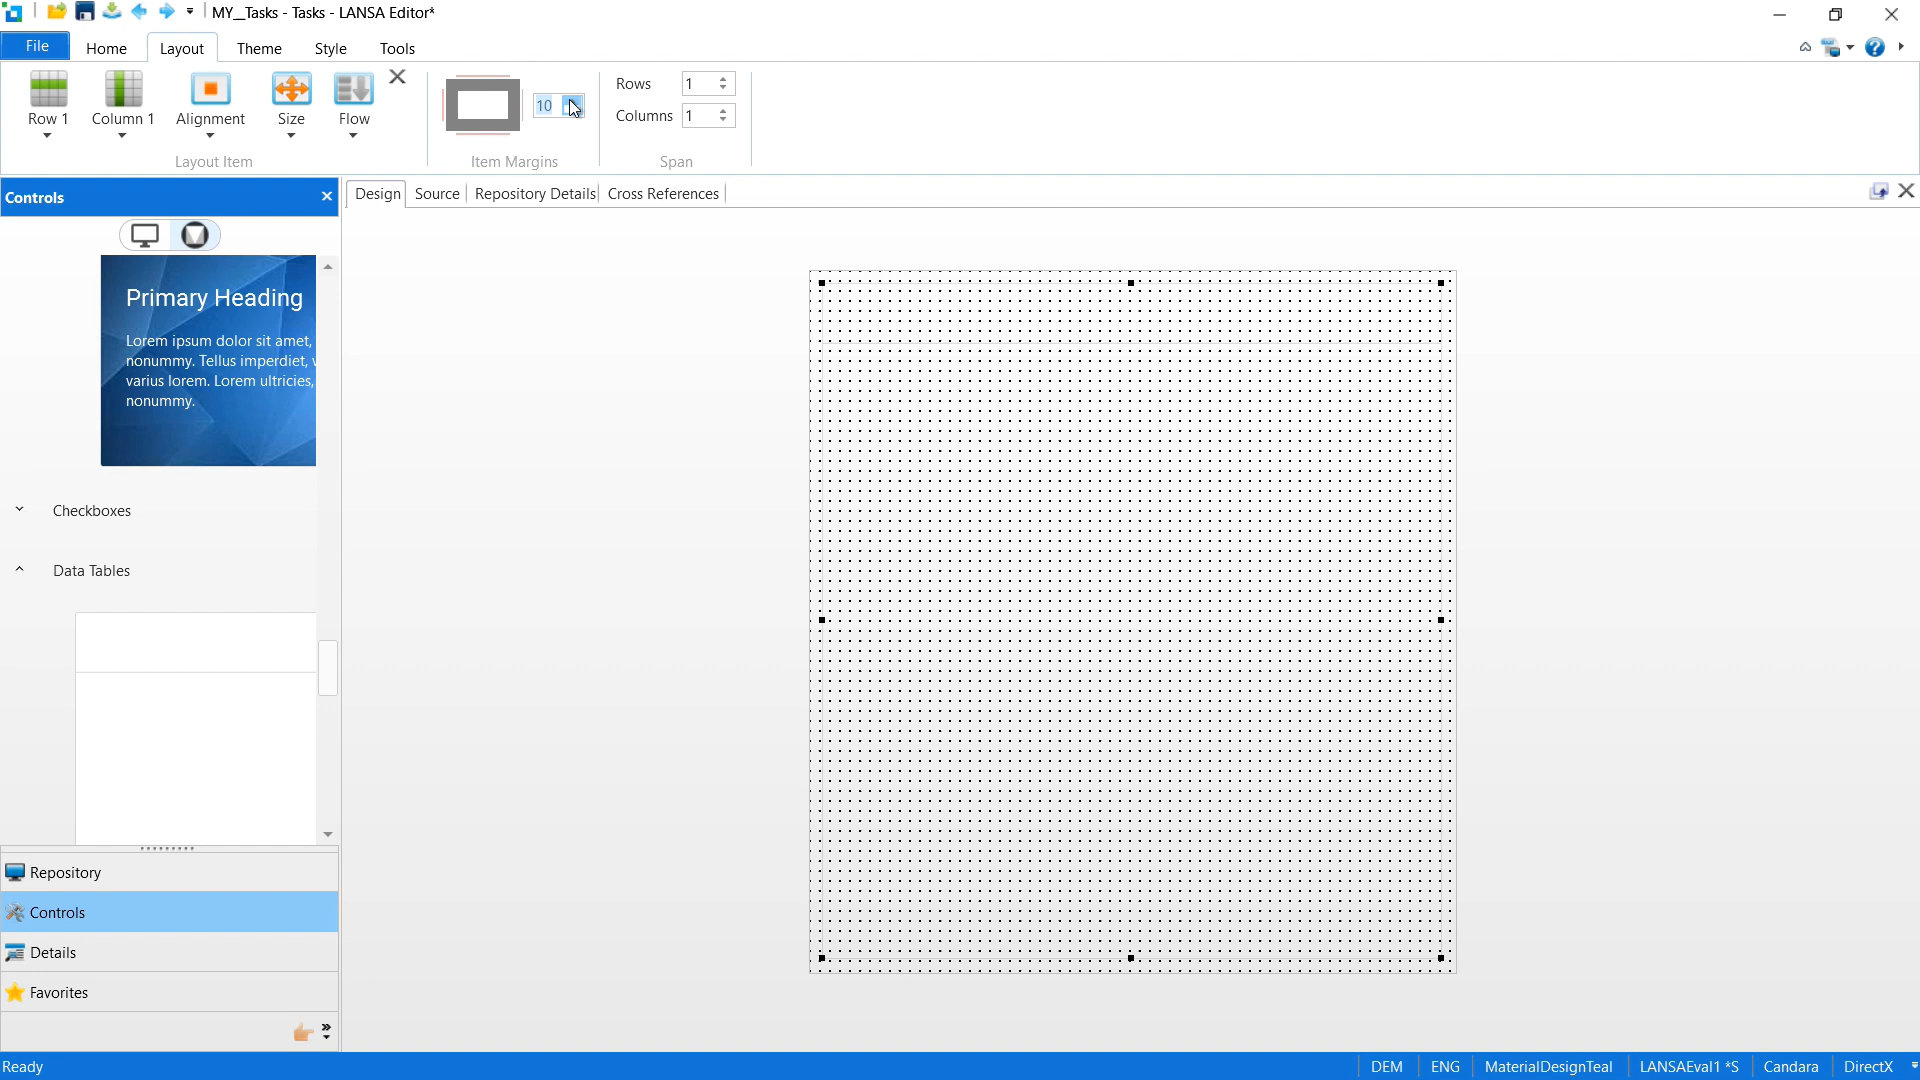 MY_Tasks - Tasks - LANSA Editor*
File
Home
Layout
Theme
Style
Tools
Row 1
Column 1
Alignment
Size
Flow
10
Rows 1
Columns 1
Layout Item
Item Margins
Span
Controls
Design
Source
Repository Details
Cross References
Primary Heading
Lorem ipsum dolor sit amet,
nonummy. Tellus imperdiet,
varius lorem. Lorem ultricies,
nonummy.
Checkboxes
Data Tables
Repository
Controls
Details
Favorites
Ready
DEM
ENG
MaterialDesignTeal
LANSAEval1 *S
Candara
DirectX